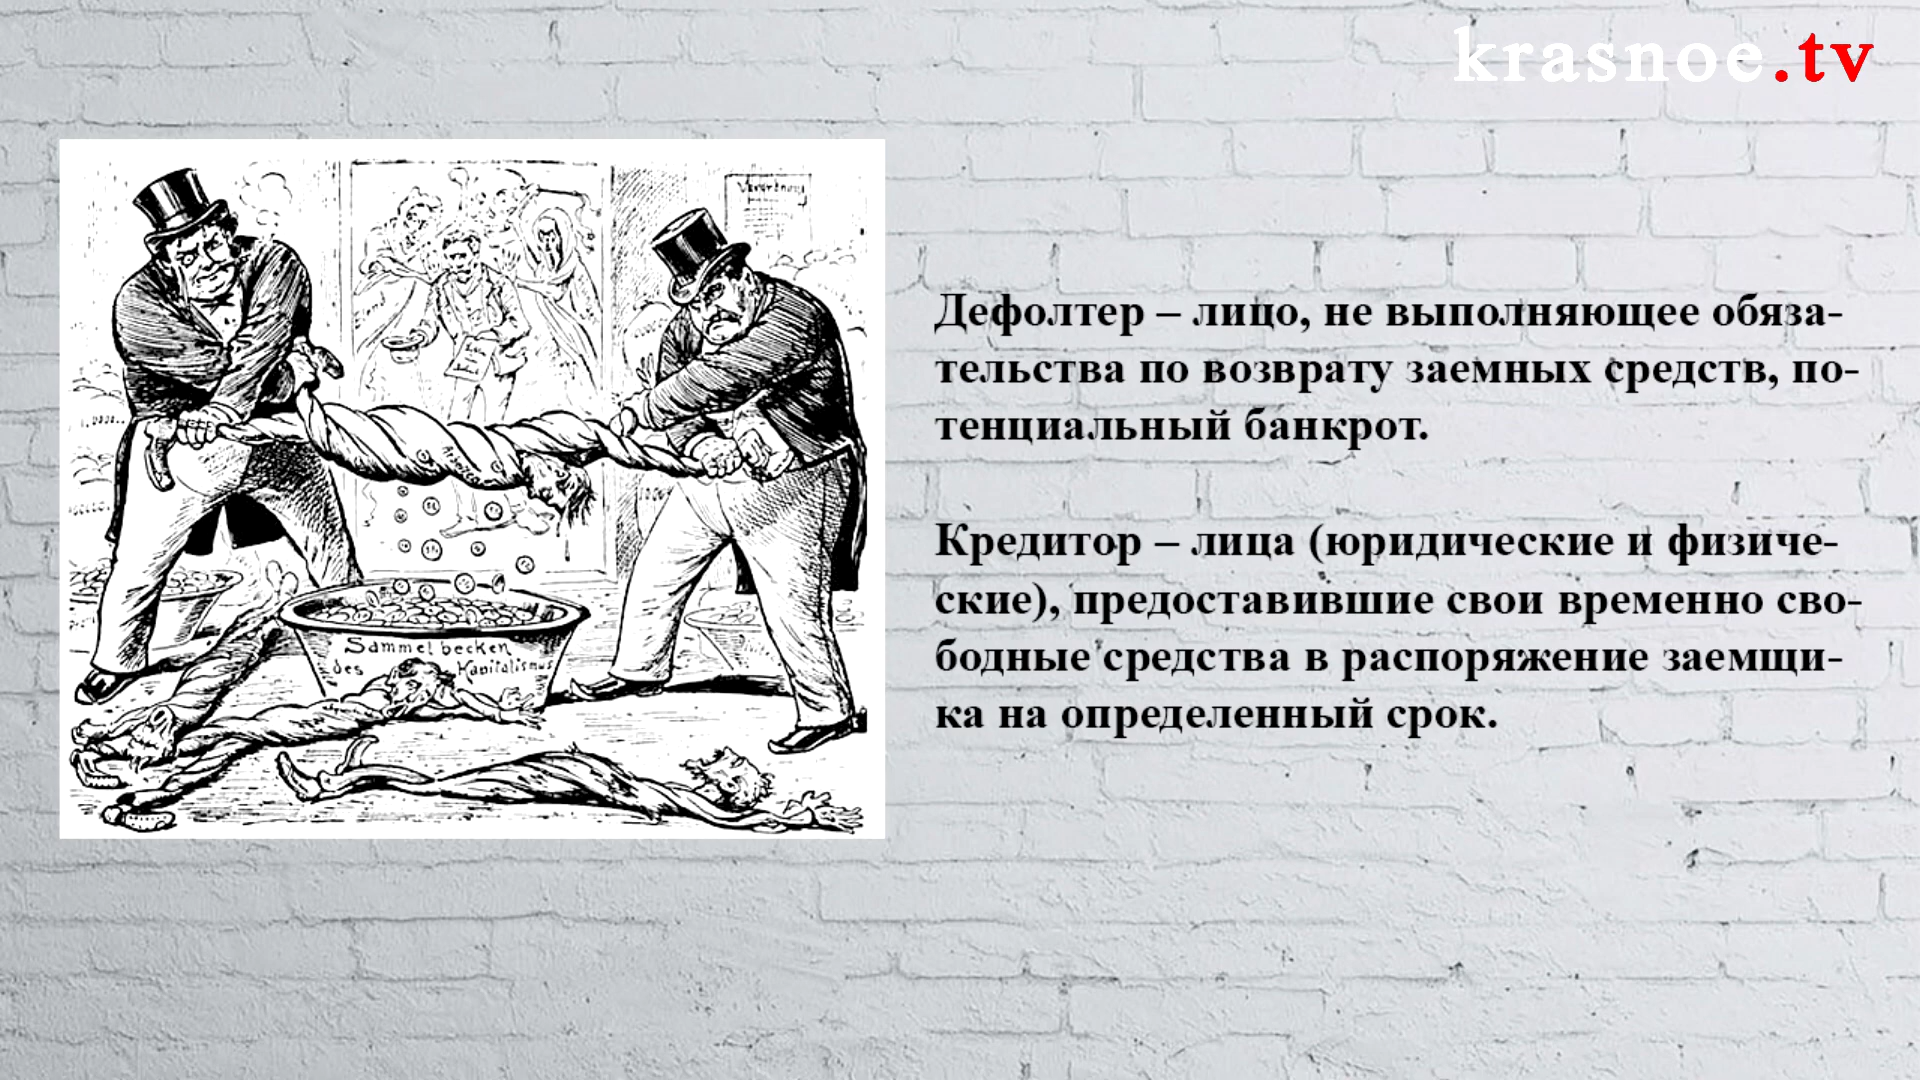 krasnoe.tv
Verordnung
Sammelbecken
des Kapitalismus
Дефолтер – лицо, не выполняющее обяза-
тельства по возврату заемных средств, по-
тенциальный банкрот.
Кредитор – лица (юридические и физиче-
ские), предоставившие свои временно сво-
бодные средства в распоряжение заемщи-
ка на определенный срок.